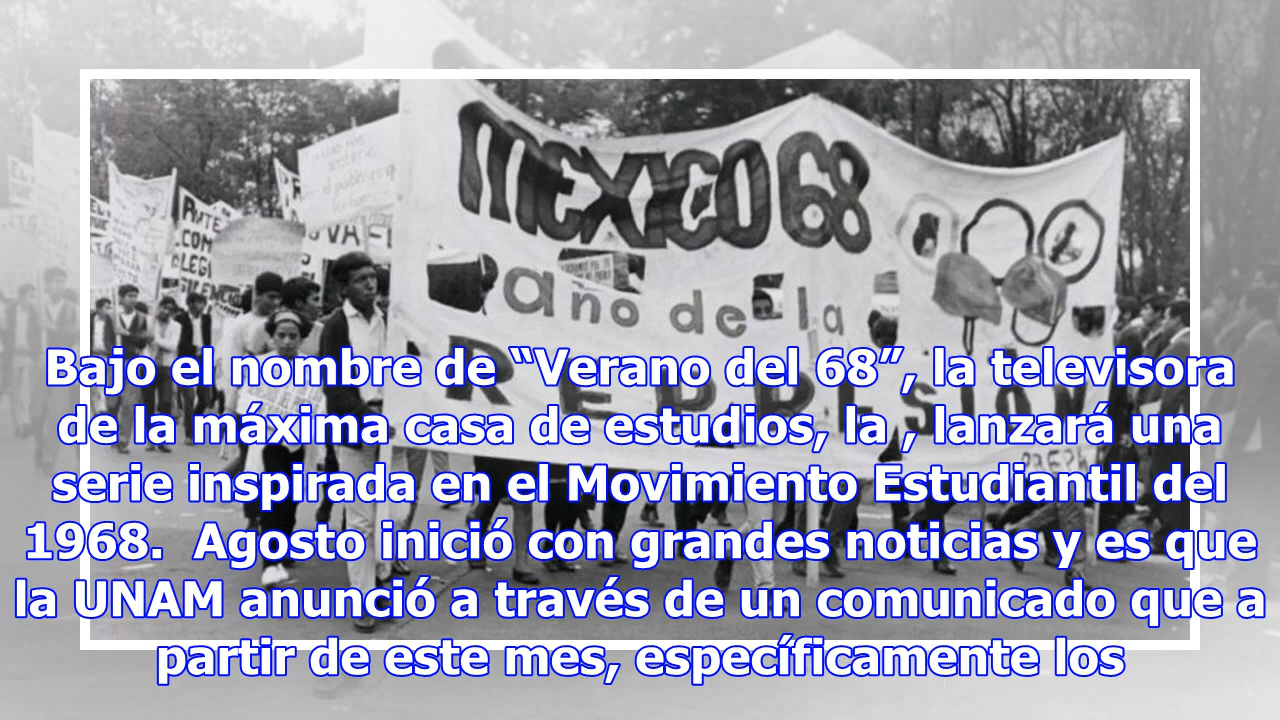 MEXICO 68
año de la
REPRESION
ANTE
COM
Bajo el nombre de “Verano del 68”, la televisora
de la máxima casa de estudios, la , lanzará una
serie inspirada en el Movimiento Estudiantil del
1968.  Agosto inició con grandes noticias y es que
la UNAM anunció a través de un comunicado que a
partir de este mes, específicamente los